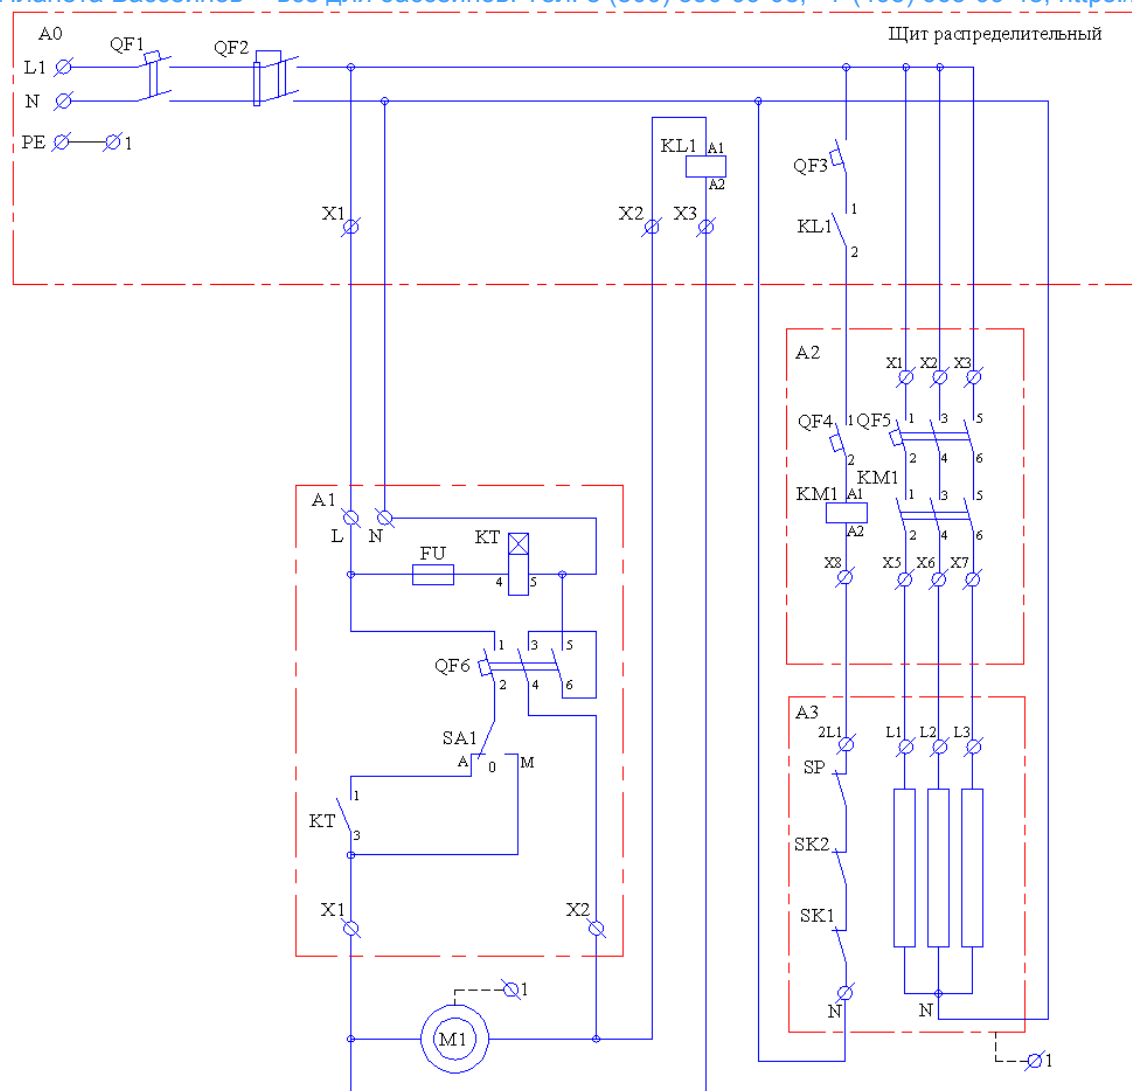 A0
QF1
QF2
Щит распределительный
L1
N
PE
1
KL1
A1
A2
QF3
X1
X2
X3
KL1
1
2
A2
X1
X2
X3
QF4
1
2
QF5
1
3
5
2
4
6
KM1
KM1
A1
A2
1
3
5
2
4
6
X8
X5
X6
X7
A1
L
N
FU
KT
4
5
QF6
1
3
5
2
4
6
SA1
A
0
M
KT
1
3
X1
X2
M1
1
A3
2L1
L1
L2
L3
SP
SK2
SK1
N
N
1